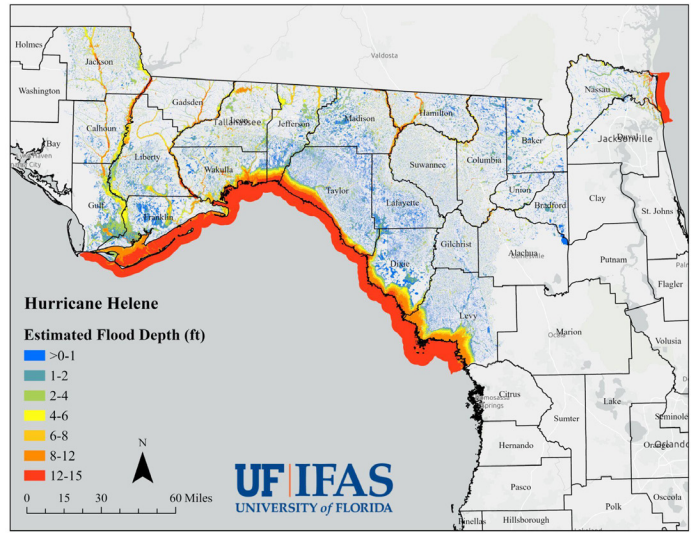 Holmes
Jackson
Valdosta
Washington
Gadsden
Hamilton
Nassau
Leon
Tallahassee
Jefferson
Madison
Calhoun
Baker
Duval
Jacksonville
Bay
Liberty
Wakulla
Suwannee
Columbia
Taylor
Union
Lafayette
Bradford
Clay
Gulf
Franklin
St. Johns
Gilchrist
Alachua
Putnam
Dixie
Flagler
Levy
Marion
Volusia
Citrus
Springs
Lake
Sumter
Seminole
Hernando
Orange
Orlando
Pasco
Osceola
Polk
Pinellas
Hillsborough
Hurricane Helene
Estimated Flood Depth (ft)
>0-1
1-2
2-4
4-6
6-8
8-12
12-15
N
0 15 30 60 Miles
UF IFAS
UNIVERSITY of FLORIDA